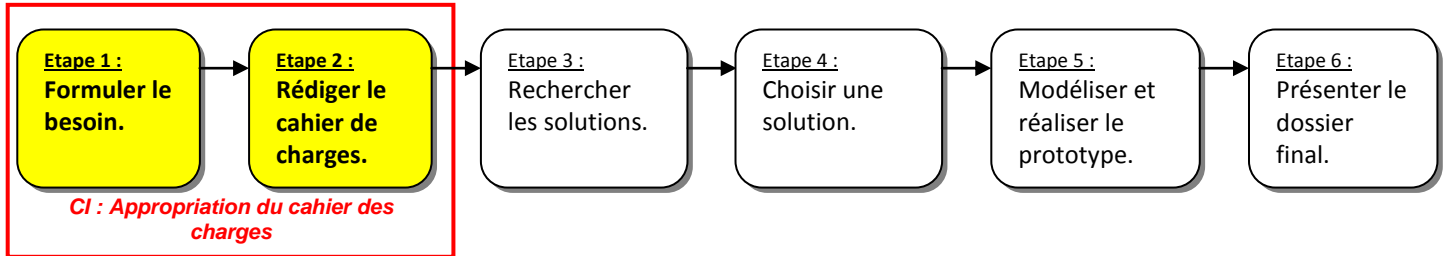 Etape 1 :
Formuler le
besoin.
Etape 2 :
Rédiger le
cahier de
charges.
Etape 3 :
Rechercher
les solutions.
Etape 4 :
Choisir une
solution.
Etape 5 :
Modéliser et
réaliser le
prototype.
Etape 6 :
Présenter le
dossier
final.
CI : Appropriation du cahier des
charges